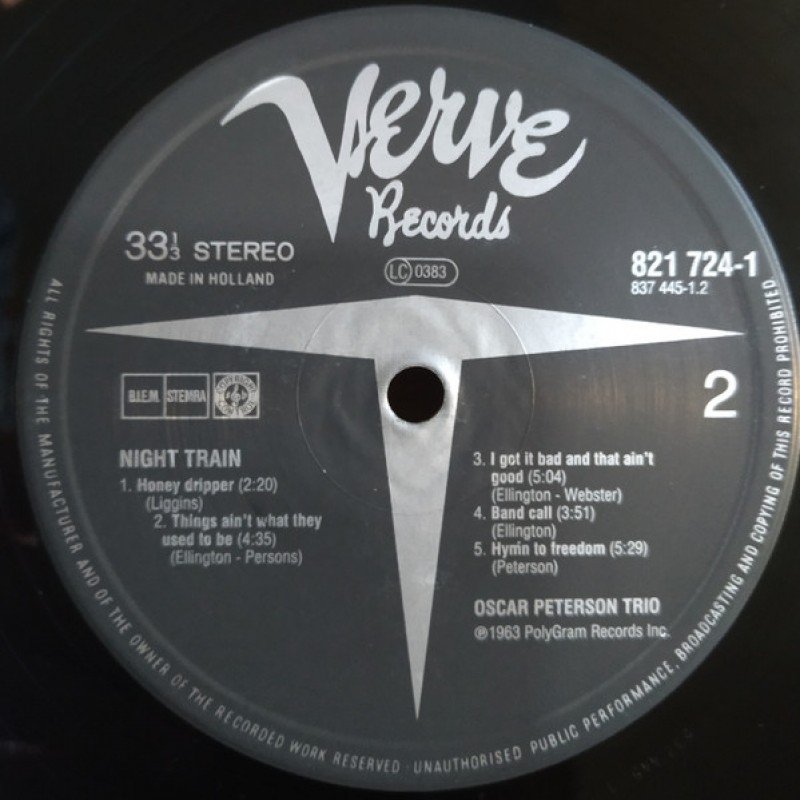 Verve
Records
33⅓ STEREO
MADE IN HOLLAND
LC 0383
821 724-1
837 445-1.2
B.I.E.M. STEMRA
2
NIGHT TRAIN
1. Honey dripper (2:20)
(Liggins)
2. Things ain't what they
used to be (4:35)
(Ellington - Persons)
3. I got it bad and that ain't
good (5:04)
(Ellington - Webster)
4. Band call (3:51)
(Ellington)
5. Hymn to freedom (5:29)
(Peterson)
OSCAR PETERSON TRIO
℗1963 PolyGram Records Inc.
ALL RIGHTS OF THE MANUFACTURER AND OF THE OWNER OF THE RECORDED WORK RESERVED · UNAUTHORISED PUBLIC PERFORMANCE, BROADCASTING AND COPYING OF THIS RECORD PROHIBITED